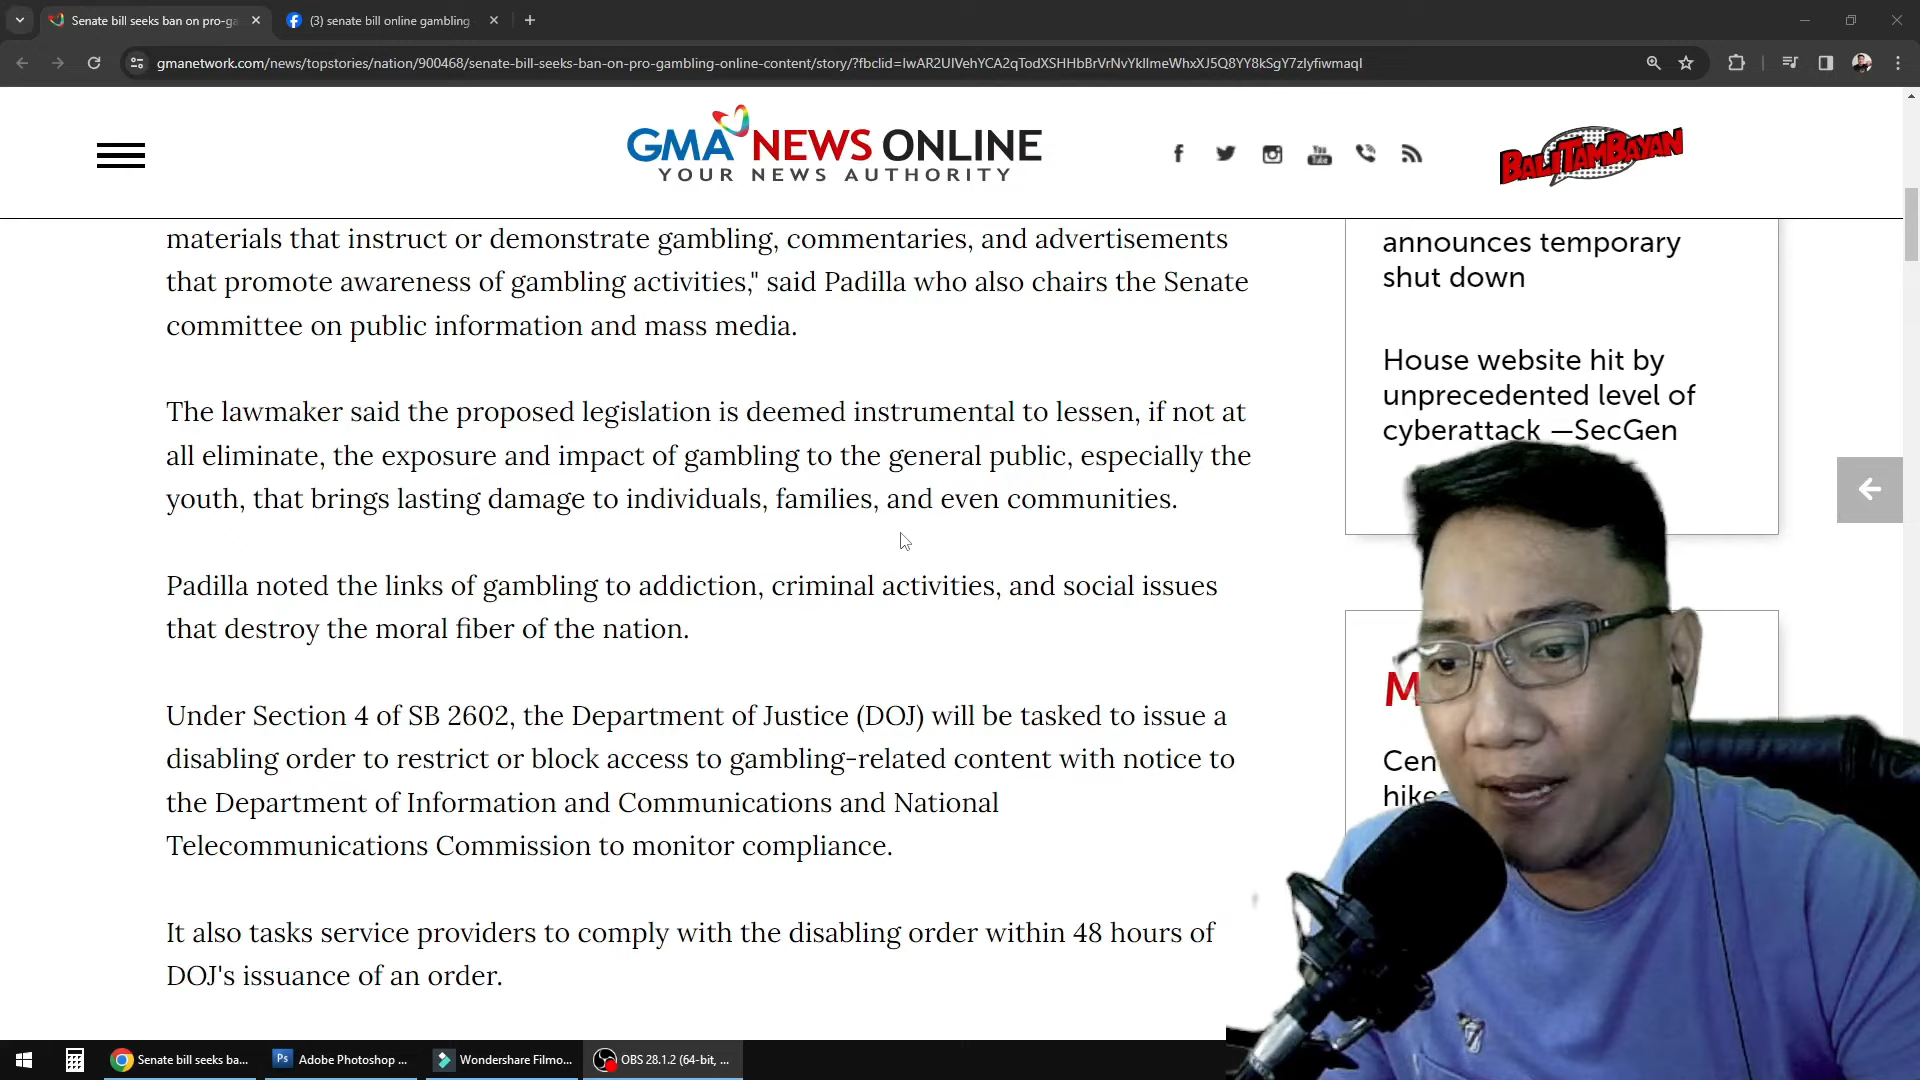 Senate bill seeks ban on pro-ga
(3) senate bill online gambling
gmanetwork.com/news/topstories/nation/900468/senate-bill-seeks-ban-on-pro-gambling-online-content/story/?fbclid=
GMA NEWS ONLINE
YOUR NEWS AUTHORITY
You
Tube
BALITAMBAYAN
materials that instruct or demonstrate gambling, commentaries, and advertisements
that promote awareness of gambling activities," said Padilla who also chairs the Senate
committee on public information and mass media.
The lawmaker said the proposed legislation is deemed instrumental to lessen, if not at
all eliminate, the exposure and impact of gambling to the general public, especially the
youth, that brings lasting damage to individuals, families, and even communities.
Padilla noted the links of gambling to addiction, criminal activities, and social issues
that destroy the moral fiber of the nation.
Under Section 4 of SB 2602, the Department of Justice (DOJ) will be tasked to issue a
disabling order to restrict or block access to gambling-related content with notice to
the Department of Information and Communications and National
Telecommunications Commission to monitor compliance.
It also tasks service providers to comply with the disabling order within 48 hours of
DOJ's issuance of an order.
announces temporary
shut down
House website hit by
unprecedented level of
cyberattack —SecGen
M
Cen
hike
Senate bill seeks ba...
Ps
Adobe Photoshop ...
Wondershare Filmo...
OBS 28.1.2 (64-bit, ...